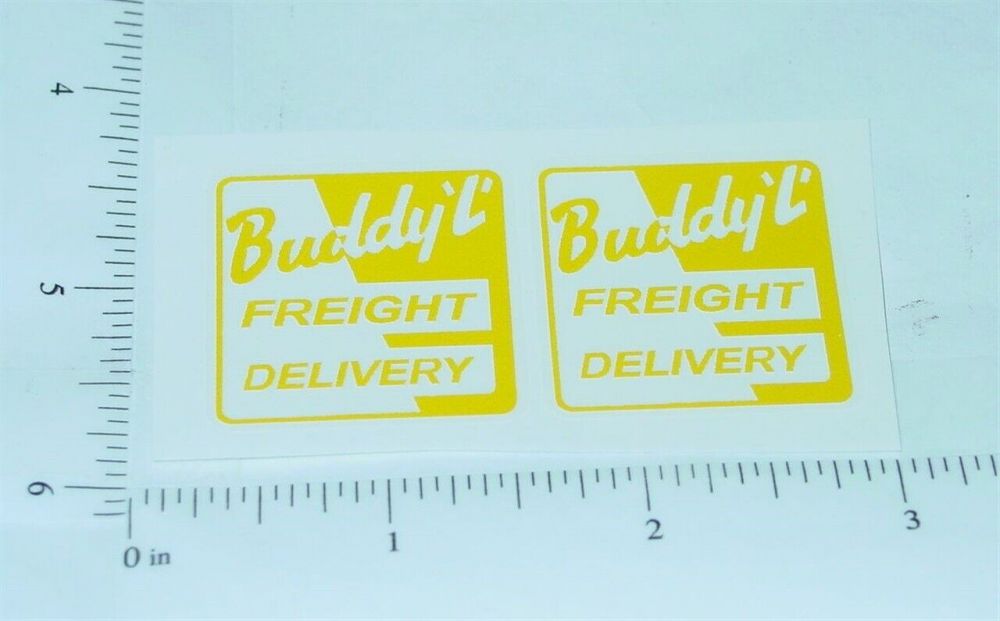 Buddy 'L'
FREIGHT
DELIVERY
Buddy 'L'
FREIGHT
DELIVERY
4
5
6
0 in
1
2
3